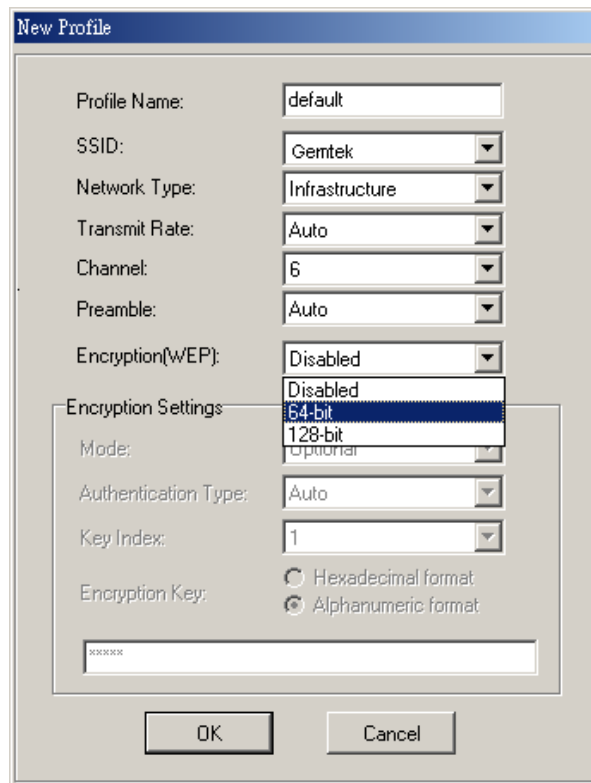 New Profile
Profile Name: default
SSID: Gemtek
Network Type: Infrastructure
Transmit Rate: Auto
Channel: 6
Preamble: Auto
Encryption(WEP): Disabled
Disabled
Encryption Settings 64-bit
128-bit
Mode: Optional
Authentication Type: Auto
Key Index: 1
Hexadecimal format
Encryption Key:
Alphanumeric format
*****
OK Cancel